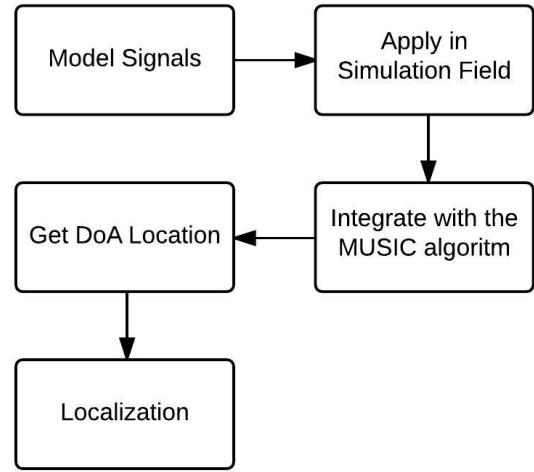 Model Signals
Apply in
Simulation Field
Integrate with the
MUSIC algoritm
Get DoA Location
Localization